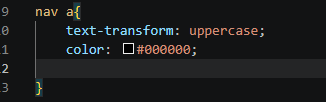 9 nav a{
10 text-transform: uppercase;
11 color: #000000;
12
13 }